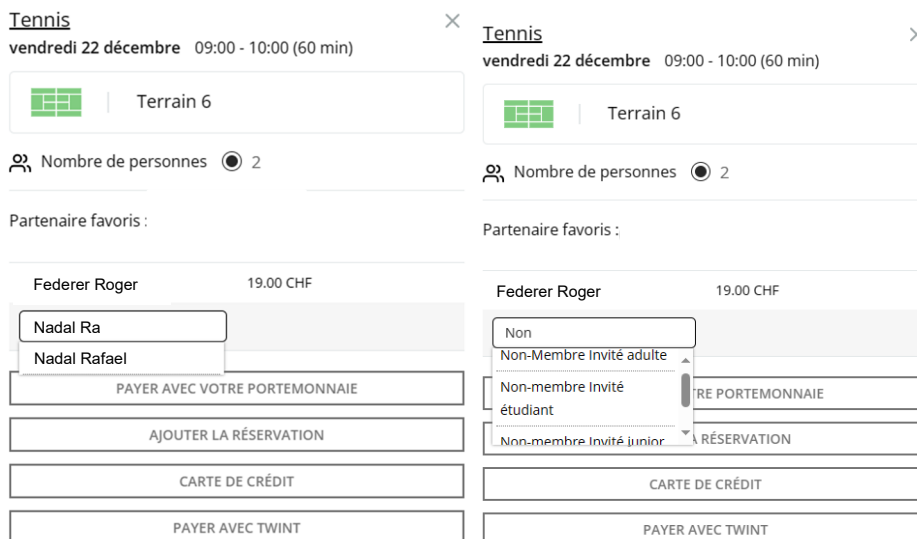 Tennis
vendredi 22 décembre 09:00 - 10:00 (60 min)
Terrain 6
Nombre de personnes 2
Partenaire favoris :
Federer Roger 19.00 CHF
Nadal Ra
Nadal Rafael
PAYER AVEC VOTRE PORTEMONNAIE
AJOUTER LA RÉSERVATION
CARTE DE CRÉDIT
PAYER AVEC TWINT
Tennis
vendredi 22 décembre 09:00 - 10:00 (60 min)
Terrain 6
Nombre de personnes 2
Partenaire favoris :
Federer Roger 19.00 CHF
Non
Non-Membre Invité adulte
Non-membre Invité
étudiant
Non-membre Invité junior
RE PORTEMONNAIE
RÉSERVATION
CARTE DE CRÉDIT
PAYER AVEC TWINT